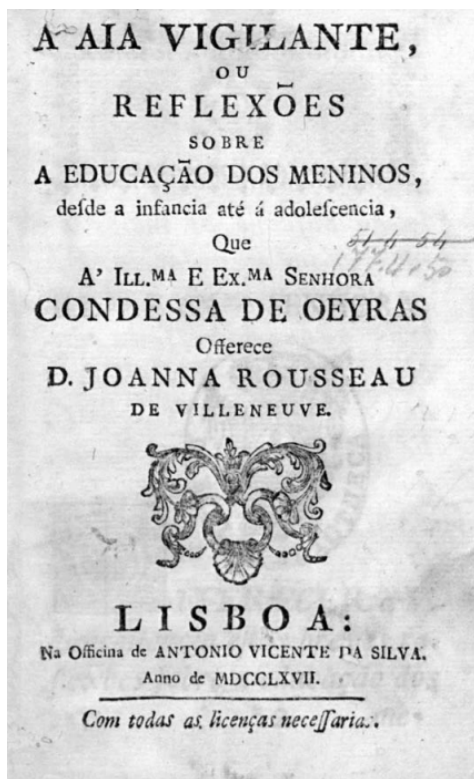 A AIA VIGILANTE,
OU
REFLEXÕES
SOBRE
A EDUCAÇÃO DOS MENINOS,
deſde a infancia até á adoleſcencia,
Que
A' ILL.MA E EX.MA SENHORA
CONDESSA DE OEYRAS
Offerece
D. JOANNA ROUSSEAU
DE VILLENEUVE.
LISBOA:
Na Officina de ANTONIO VICENTE DA SILVA.
Anno de MDCCLXVII.
Com todas as licenças neceſſarias.